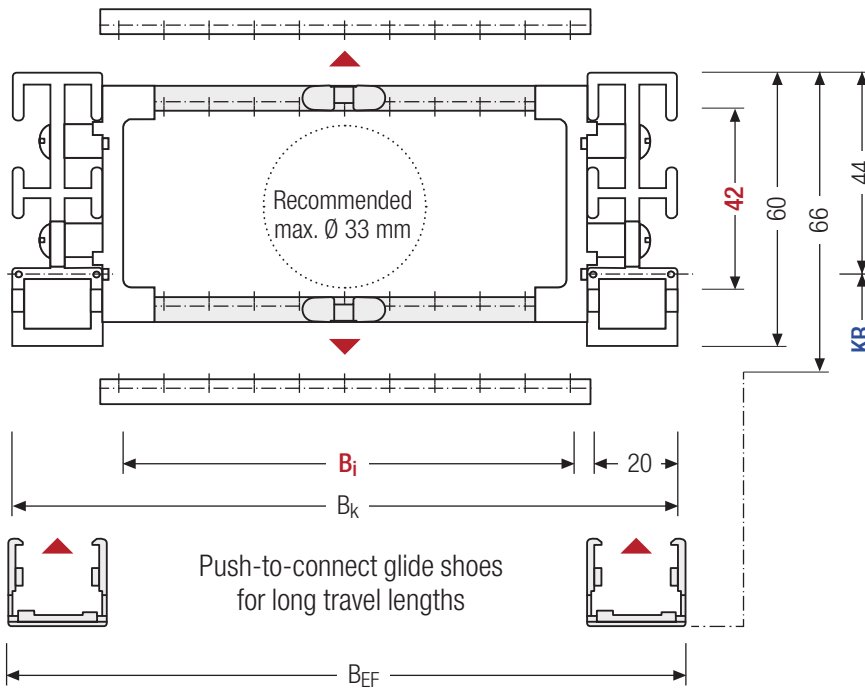 Recommended
max. Ø 33 mm
42
60
66
44
KR
Bi
20
Bk
Push-to-connect glide shoes
for long travel lengths
BEF